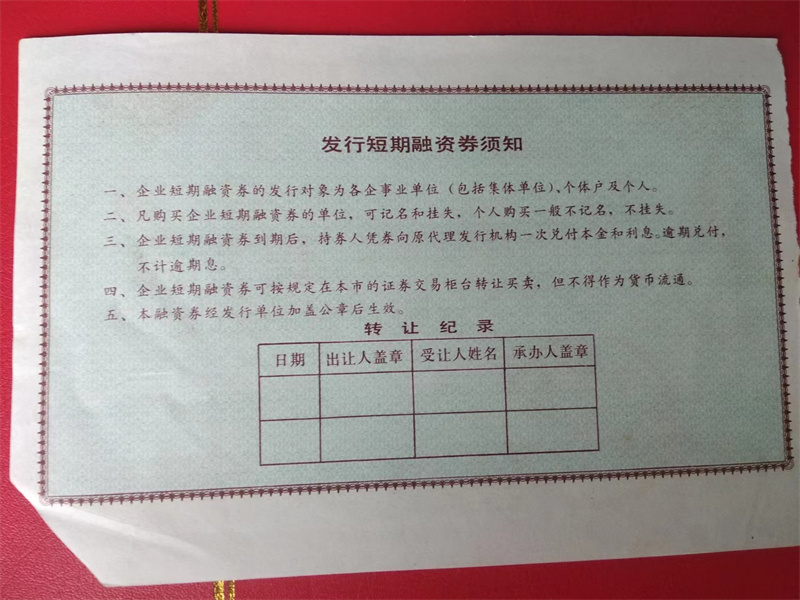 发行短期融资券须知
一、企业短期融资券的发行对象为各企事业单位（包括集体单位）、个体户及个人。
二、凡购买企业短期融资券的单位，可记名和挂失，个人购买一般不记名，不挂失。
三、企业短期融资券到期后，持券人凭券向原代理发行机构一次兑付本金和利息。逾期兑付，
不计逾期息。
四、企业短期融资券可按规定在本市的证券交易柜台转让买卖，但不得作为货币流通。
五、本融资券经发行单位加盖公章后生效。
转让纪录
日期 出让人盖章 受让人姓名 承办人盖章